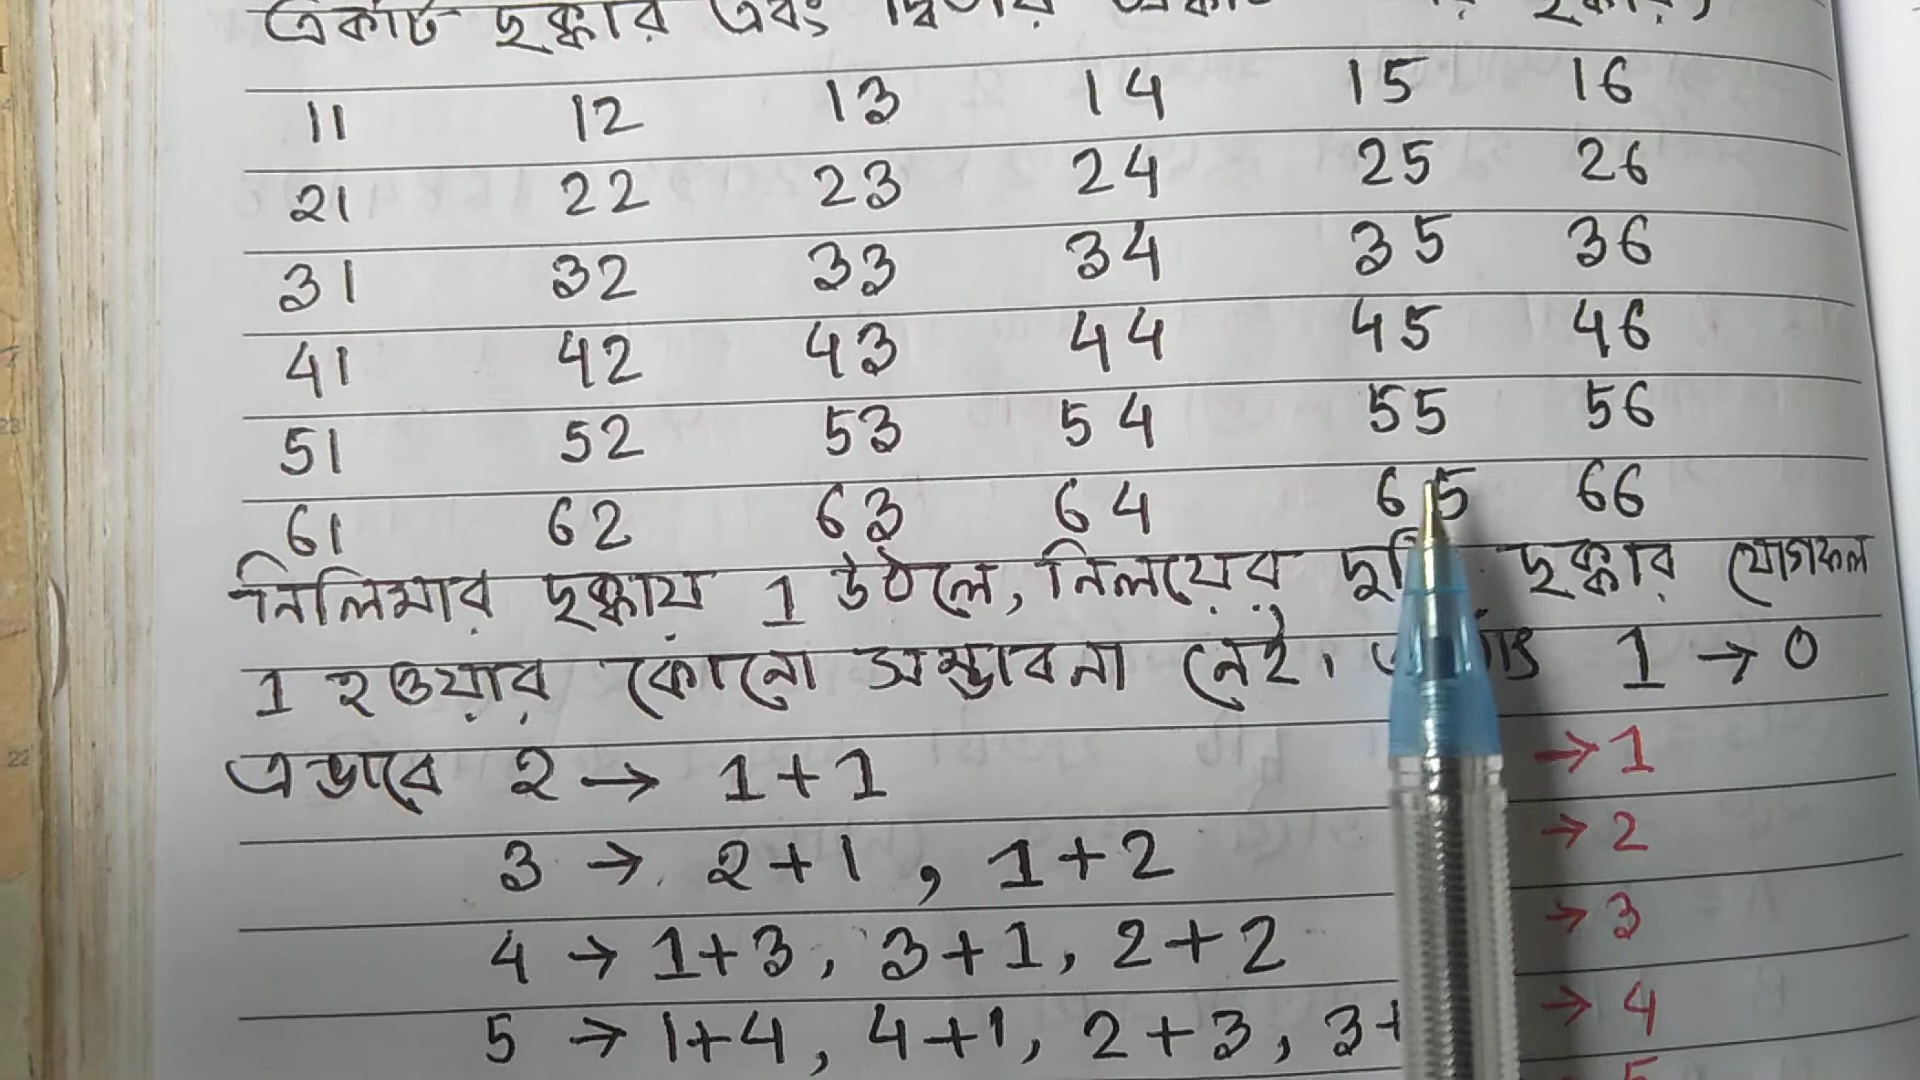 একটি ছক্কার এবং দ্বিতীয়
11 12 13 14 15 16
21 22 23 24 25 26
31 32 33 34 35 36
41 42 43 44 45 46
51 52 53 54 55 56
61 62 63 64 65 66
নিলিমার ছক্কায় 1 উঠলে, নিলয়ের ছক্কার যোগফল
1 হওয়ার কোনো সম্ভাবনা নেই। 1 → 0
এভাবে 2 → 1+1 → 1
3 → 2+1, 1+2 → 2
4 → 1+3, 3+1, 2+2 → 3
5 → 1+4, 4+1, 2+3, 3+ → 4